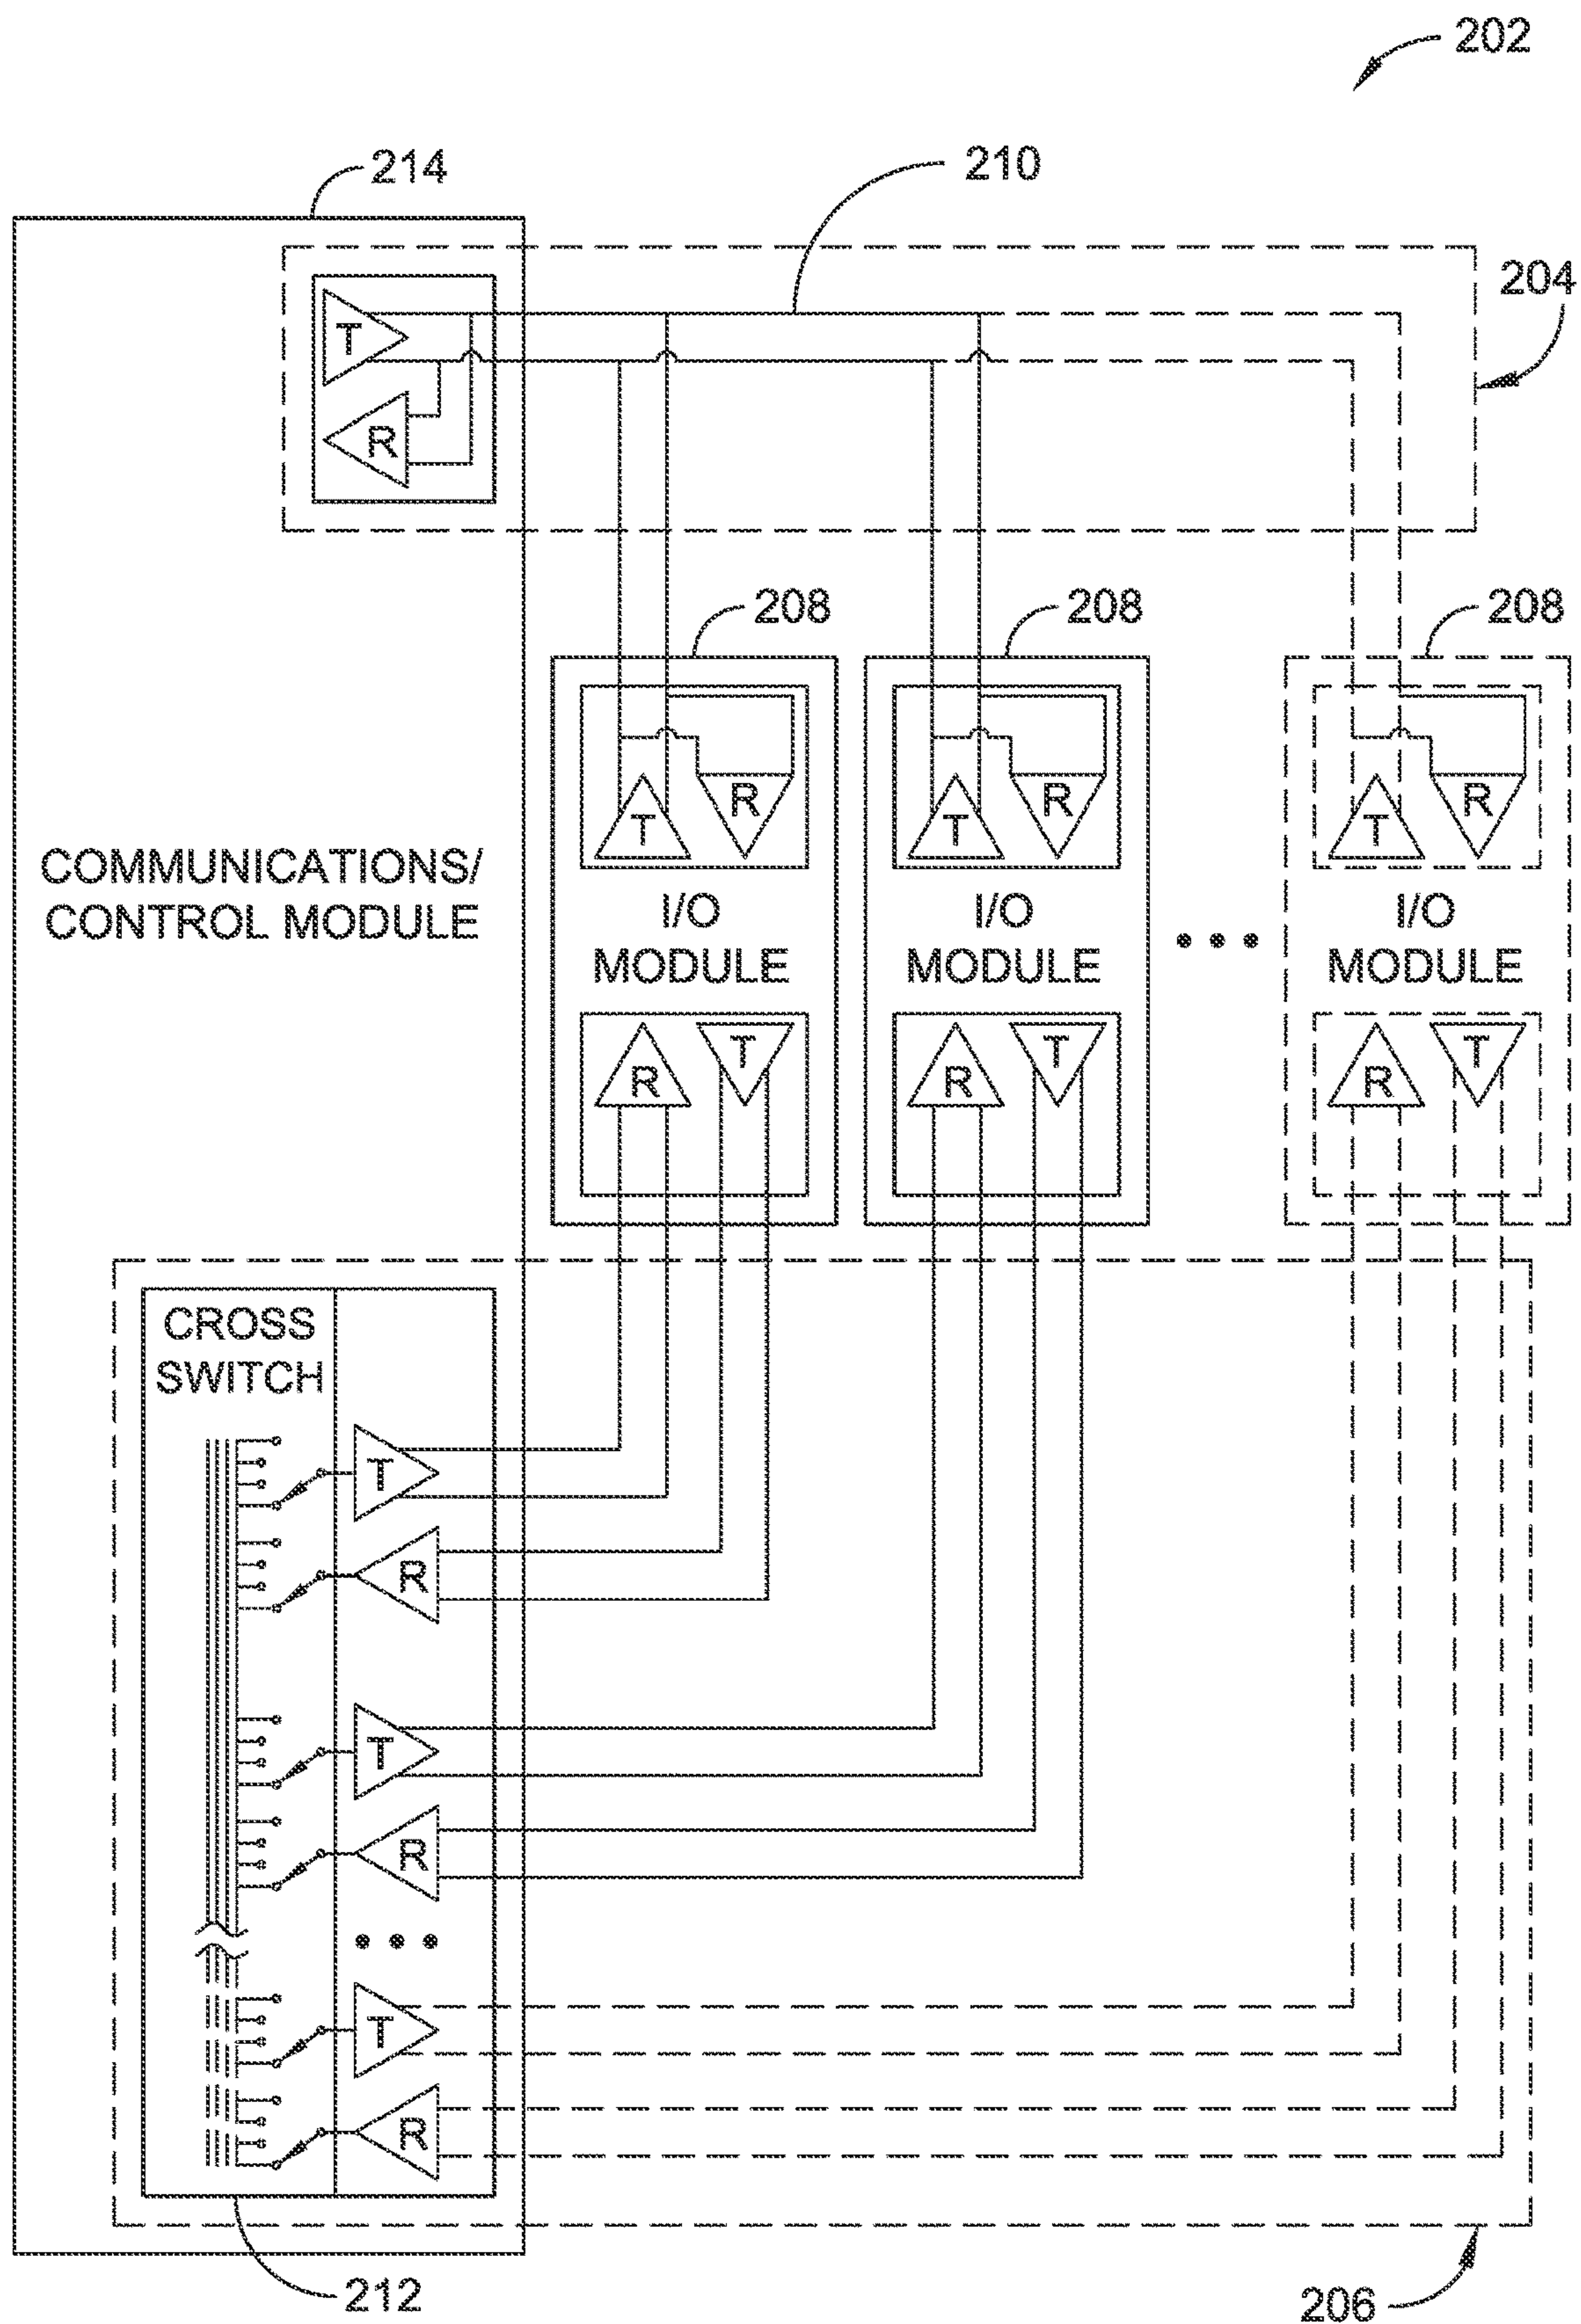 202
214
210
204
T
R
208
208
208
R
R
R
T
T
T
COMMUNICATIONS/
CONTROL MODULE
I/O
MODULE
I/O
MODULE
I/O
MODULE
R
T
R
T
R
T
CROSS
SWITCH
T
R
T
R
T
R
212
206